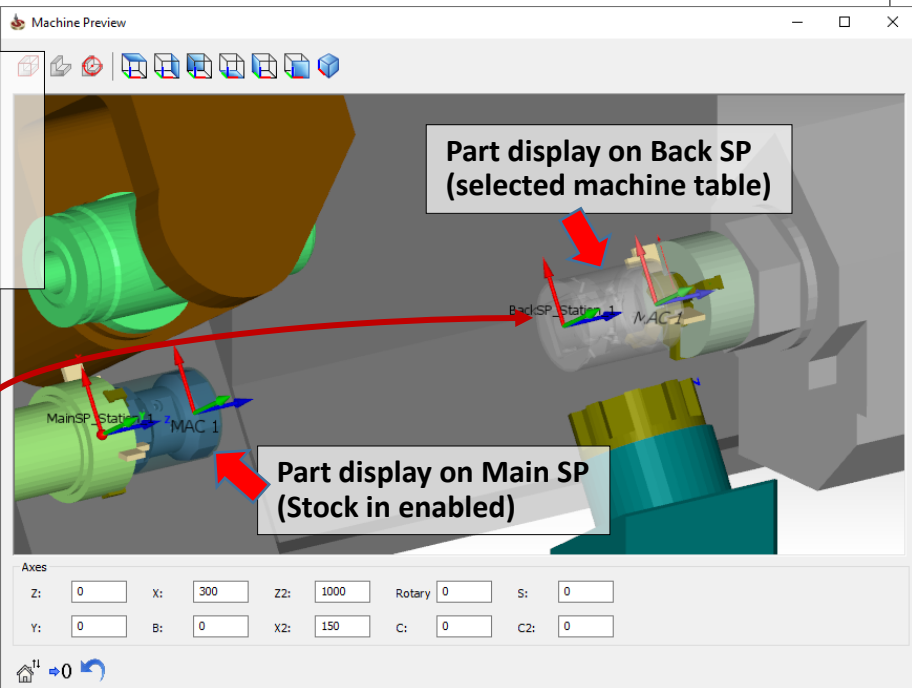 Machine Preview
Part display on Back SP
(selected machine table)
BackSP_Station_1
MAC 1
MainSP_Station_1
z
MAC 1
Part display on Main SP
(Stock in enabled)
Axes
Z: 0 X: 300 Z2: 1000 Rotary 0 S: 0
Y: 0 B: 0 X2: 150 C: 0 C2: 0
0